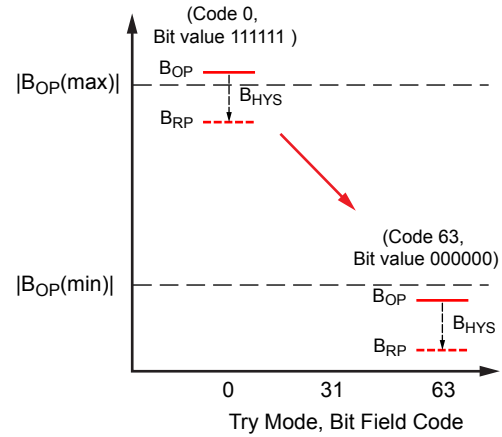 (Code 0,
Bit value 111111 )
BOP
|BOP(max)|
BHYS
BRP
(Code 63,
Bit value 000000)
|BOP(min)|
BOP
BHYS
BRP
0 31 63
Try Mode, Bit Field Code